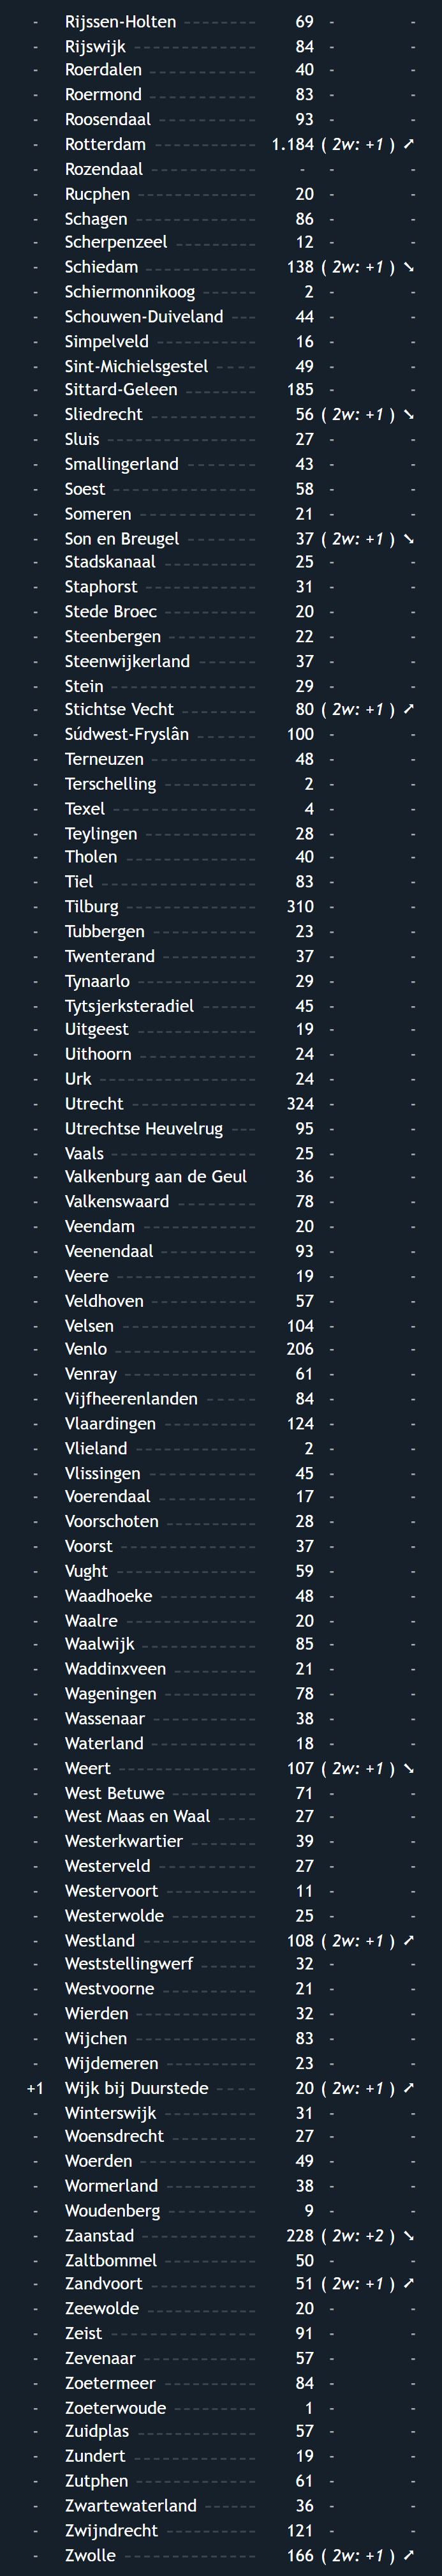 - Rijssen-Holten 69 - -
- Rijswijk 84 - -
- Roerdalen 40 - -
- Roermond 83 - -
- Roosendaal 93 - -
- Rotterdam 1.184 ( 2w: +1 ) ➚
- Rozendaal - - -
- Rucphen 20 - -
- Schagen 86 - -
- Scherpenzeel 12 - -
- Schiedam 138 ( 2w: +1 ) ➘
- Schiermonnikoog 2 - -
- Schouwen-Duiveland 44 - -
- Simpelveld 16 - -
- Sint-Michielsgestel 49 - -
- Sittard-Geleen 185 - -
- Sliedrecht 56 ( 2w: +1 ) ➘
- Sluis 27 - -
- Smallingerland 43 - -
- Soest 58 - -
- Someren 21 - -
- Son en Breugel 37 ( 2w: +1 ) ➘
- Stadskanaal 25 - -
- Staphorst 31 - -
- Stede Broec 20 - -
- Steenbergen 22 - -
- Steenwijkerland 37 - -
- Stein 29 - -
- Stichtse Vecht 80 ( 2w: +1 ) ➚
- Súdwest-Fryslân 100 - -
- Terneuzen 48 - -
- Terschelling 2 - -
- Texel 4 - -
- Teylingen 28 - -
- Tholen 40 - -
- Tiel 83 - -
- Tilburg 310 - -
- Tubbergen 23 - -
- Twenterand 37 - -
- Tynaarlo 29 - -
- Tytsjerksteradiel 45 - -
- Uitgeest 19 - -
- Uithoorn 24 - -
- Urk 24 - -
- Utrecht 324 - -
- Utrechtse Heuvelrug 95 - -
- Vaals 25 - -
- Valkenburg aan de Geul 36 - -
- Valkenswaard 78 - -
- Veendam 20 - -
- Veenendaal 93 - -
- Veere 19 - -
- Veldhoven 57 - -
- Velsen 104 - -
- Venlo 206 - -
- Venray 61 - -
- Vijfheerenlanden 84 - -
- Vlaardingen 124 - -
- Vlieland 2 - -
- Vlissingen 45 - -
- Voerendaal 17 - -
- Voorschoten 28 - -
- Voorst 37 - -
- Vught 59 - -
- Waadhoeke 48 - -
- Waalre 20 - -
- Waalwijk 85 - -
- Waddinxveen 21 - -
- Wageningen 78 - -
- Wassenaar 38 - -
- Waterland 18 - -
- Weert 107 ( 2w: +1 ) ➘
- West Betuwe 71 - -
- West Maas en Waal 27 - -
- Westerkwartier 39 - -
- Westerveld 27 - -
- Westervoort 11 - -
- Westerwolde 25 - -
- Westland 108 ( 2w: +1 ) ➚
- Weststellingwerf 32 - -
- Westvoorne 21 - -
- Wierden 32 - -
- Wijchen 83 - -
- Wijdemeren 23 - -
+1 Wijk bij Duurstede 20 ( 2w: +1 ) ➚
- Winterswijk 31 - -
- Woensdrecht 27 - -
- Woerden 49 - -
- Wormerland 38 - -
- Woudenberg 9 - -
- Zaanstad 228 ( 2w: +2 ) ➘
- Zaltbommel 50 - -
- Zandvoort 51 ( 2w: +1 ) ➚
- Zeewolde 20 - -
- Zeist 91 - -
- Zevenaar 57 - -
- Zoetermeer 84 - -
- Zoeterwoude 1 - -
- Zuidplas 57 - -
- Zundert 19 - -
- Zutphen 61 - -
- Zwartewaterland 36 - -
- Zwijndrecht 121 - -
- Zwolle 166 ( 2w: +1 ) ➚